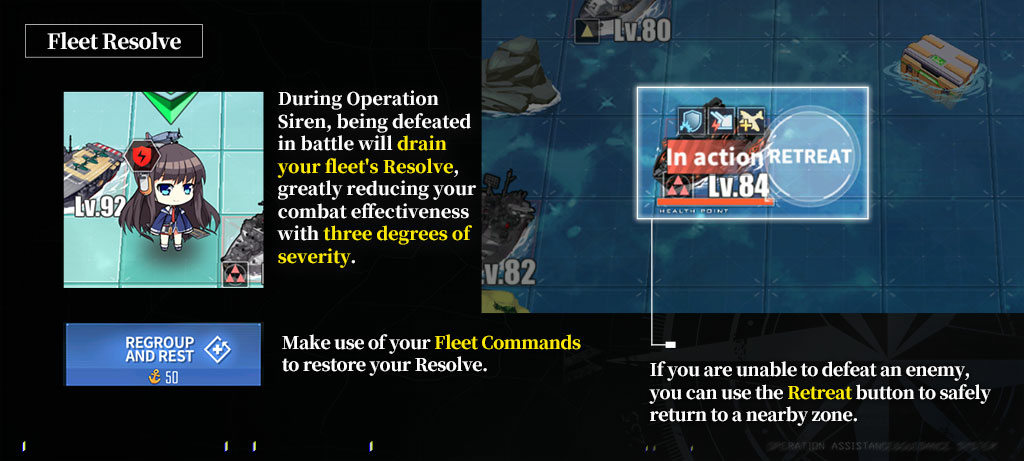 Fleet Resolve
During Operation
Siren, being defeated
in battle will drain
your fleet's Resolve,
greatly reducing your
combat effectiveness
with three degrees of
severity.
Lv.92
REGROUP
AND REST
50
Make use of your Fleet Commands
to restore your Resolve.
Lv.80
In action
RETREAT
Lv.84
HEALTH POINT
Lv.82
If you are unable to defeat an enemy,
you can use the Retreat button to safely
return to a nearby zone.
OPERATION ASSISTANCE SYSTEM